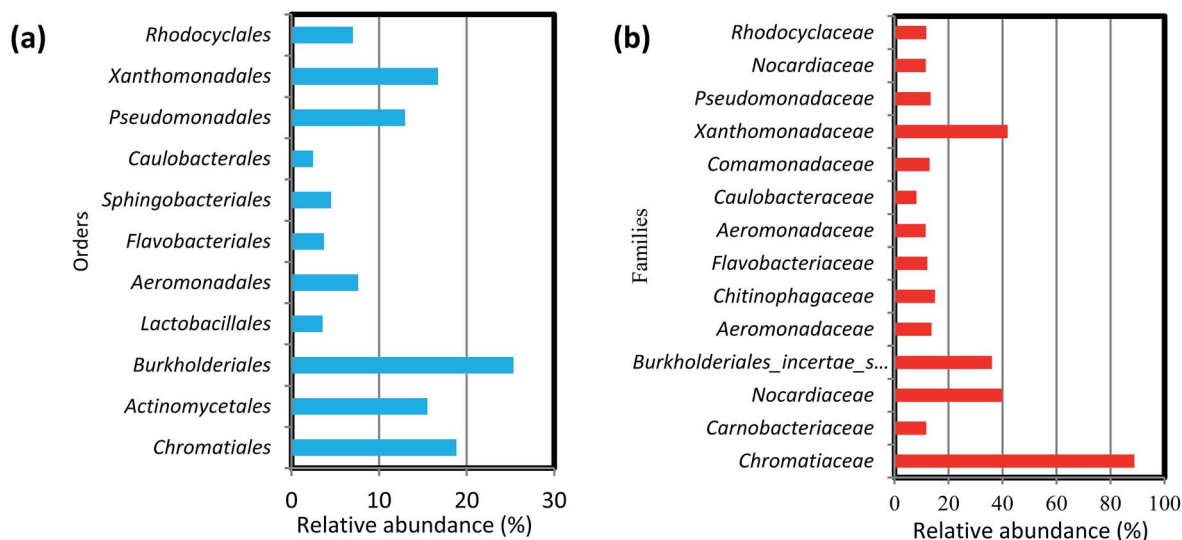 (a)
Orders
Rhodocyclales
Xanthomonadales
Pseudomonadales
Caulobacterales
Sphingobacteriales
Flavobacteriales
Aeromonadales
Lactobacillales
Burkholderiales
Actinomycetales
Chromatiales
0 10 20 30
Relative abundance (%)
(b)
Families
Rhodocyclaceae
Nocardiaceae
Pseudomonadaceae
Xanthomonadaceae
Comamonadaceae
Caulobacteraceae
Aeromonadaceae
Flavobacteriaceae
Chitinophagaceae
Aeromonadaceae
Burkholderiales_incertae_s...
Nocardiaceae
Carnobacteriaceae
Chromatiaceae
0 20 40 60 80 100
Relative abundance (%)